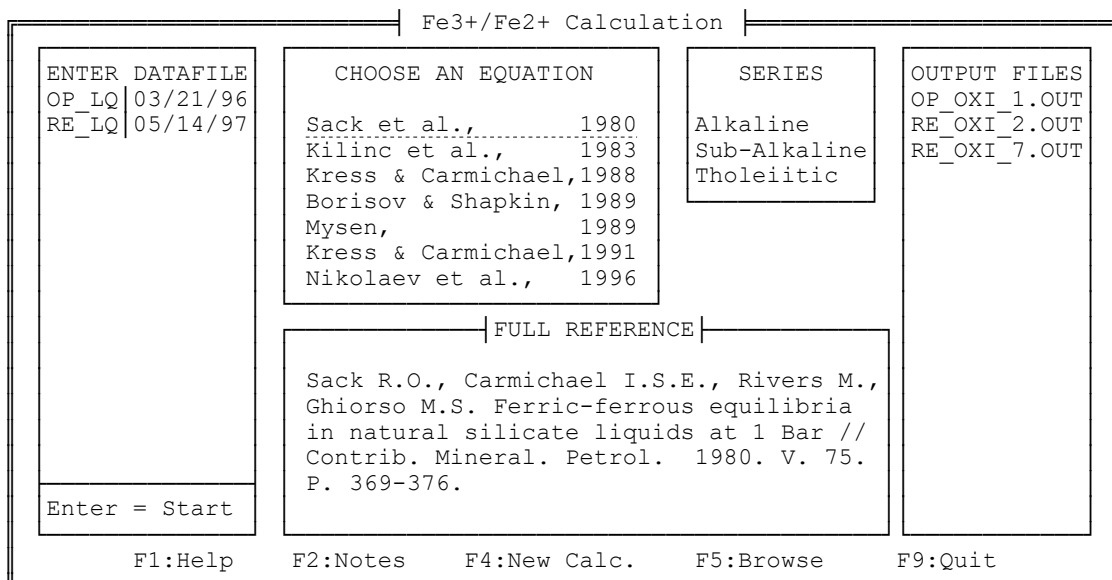 Fe3+/Fe2+ Calculation
ENTER DATAFILE
OP_LQ|03/21/96
RE_LQ|05/14/97
Enter = Start
CHOOSE AN EQUATION
Sack et al., 1980
Kilinc et al., 1983
Kress & Carmichael,1988
Borisov & Shapkin, 1989
Mysen, 1989
Kress & Carmichael,1991
Nikolaev et al., 1996
SERIES
Alkaline
Sub-Alkaline
Tholeiitic
OUTPUT FILES
OP_OXI_1.OUT
RE_OXI_2.OUT
RE_OXI_7.OUT
FULL REFERENCE
Sack R.O., Carmichael I.S.E., Rivers M.,
Ghiorso M.S. Ferric-ferrous equilibria
in natural silicate liquids at 1 Bar //
Contrib. Mineral. Petrol. 1980. V. 75.
P. 369-376.
F1:Help F2:Notes F4:New Calc. F5:Browse F9:Quit